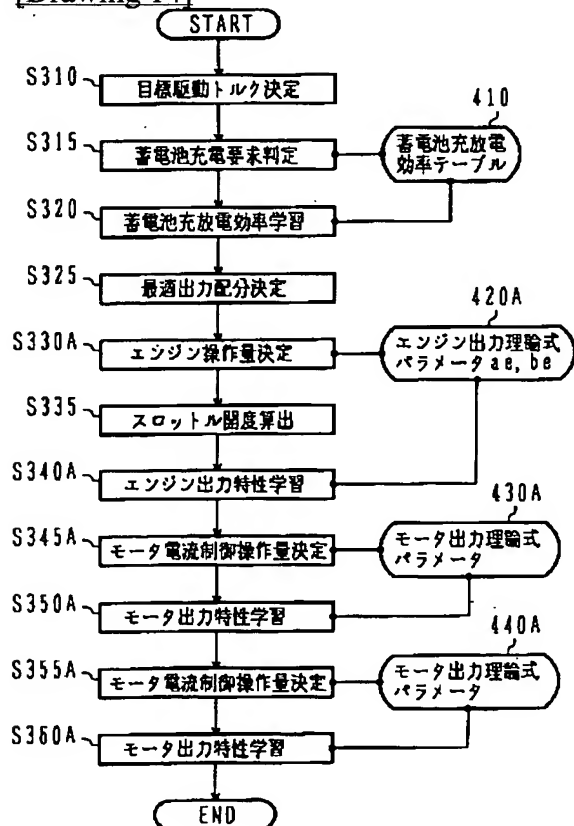 START
S310
目標駆動トルク決定
410
S315
蓄電池充電要求判定
蓄電池充放電
効率テーブル
S320
蓄電池充放電効率学習
S325
最適出力配分決定
420A
S330A
エンジン操作量決定
エンジン出力理論式
パラメータae, be
S335
スロットル開度算出
S340A
エンジン出力特性学習
430A
S345A
モータ電流制御操作量決定
モータ出力理論式
パラメータ
S350A
モータ出力特性学習
440A
S355A
モータ電流制御操作量決定
モータ出力理論式
パラメータ
S360A
モータ出力特性学習
END